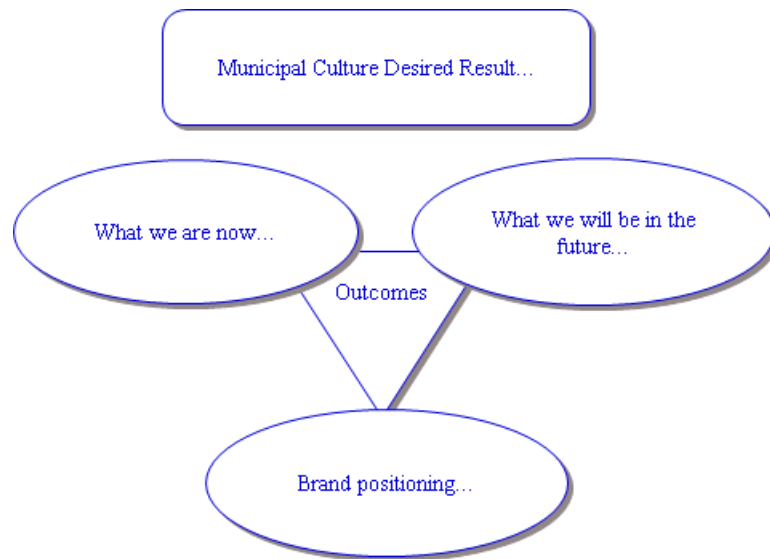 Municipal Culture Desired Result...
What we are now...
What we will be in the
future...
Outcomes
Brand positioning...